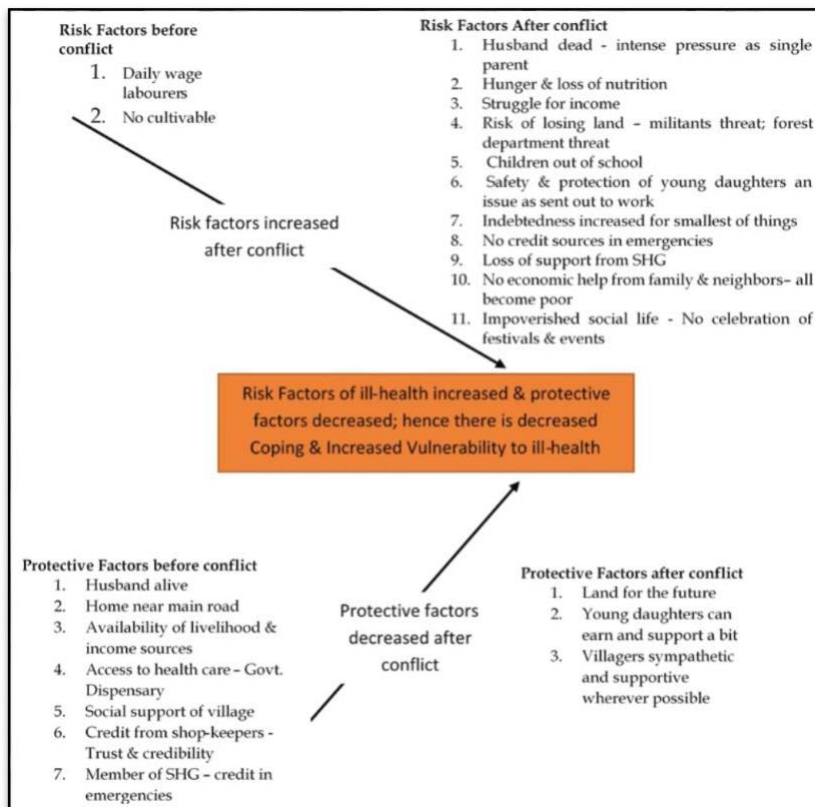 Risk Factors before
conflict
1. Daily wage
labourers
2. No cultivable
Risk factors increased
after conflict
Risk Factors After conflict
1. Husband dead - intense pressure as single
parent
2. Hunger & loss of nutrition
3. Struggle for income
4. Risk of losing land – militants threat; forest
department threat
5. Children out of school
6. Safety & protection of young daughters an
issue as sent out to work
7. Indebtedness increased for smallest of things
8. No credit sources in emergencies
9. Loss of support from SHG
10. No economic help from family & neighbors– all
become poor
11. Impoverished social life - No celebration of
festivals & events
Risk Factors of ill-health increased & protective
factors decreased; hence there is decreased
Coping & Increased Vulnerability to ill-health
Protective Factors before conflict
1. Husband alive
2. Home near main road
3. Availability of livelihood &
income sources
4. Access to health care – Govt.
Dispensary
5. Social support of village
6. Credit from shop-keepers -
Trust & credibility
7. Member of SHG – credit in
emergencies
Protective factors
decreased after
conflict
Protective Factors after conflict
1. Land for the future
2. Young daughters can
earn and support a bit
3. Villagers sympathetic
and supportive
wherever possible